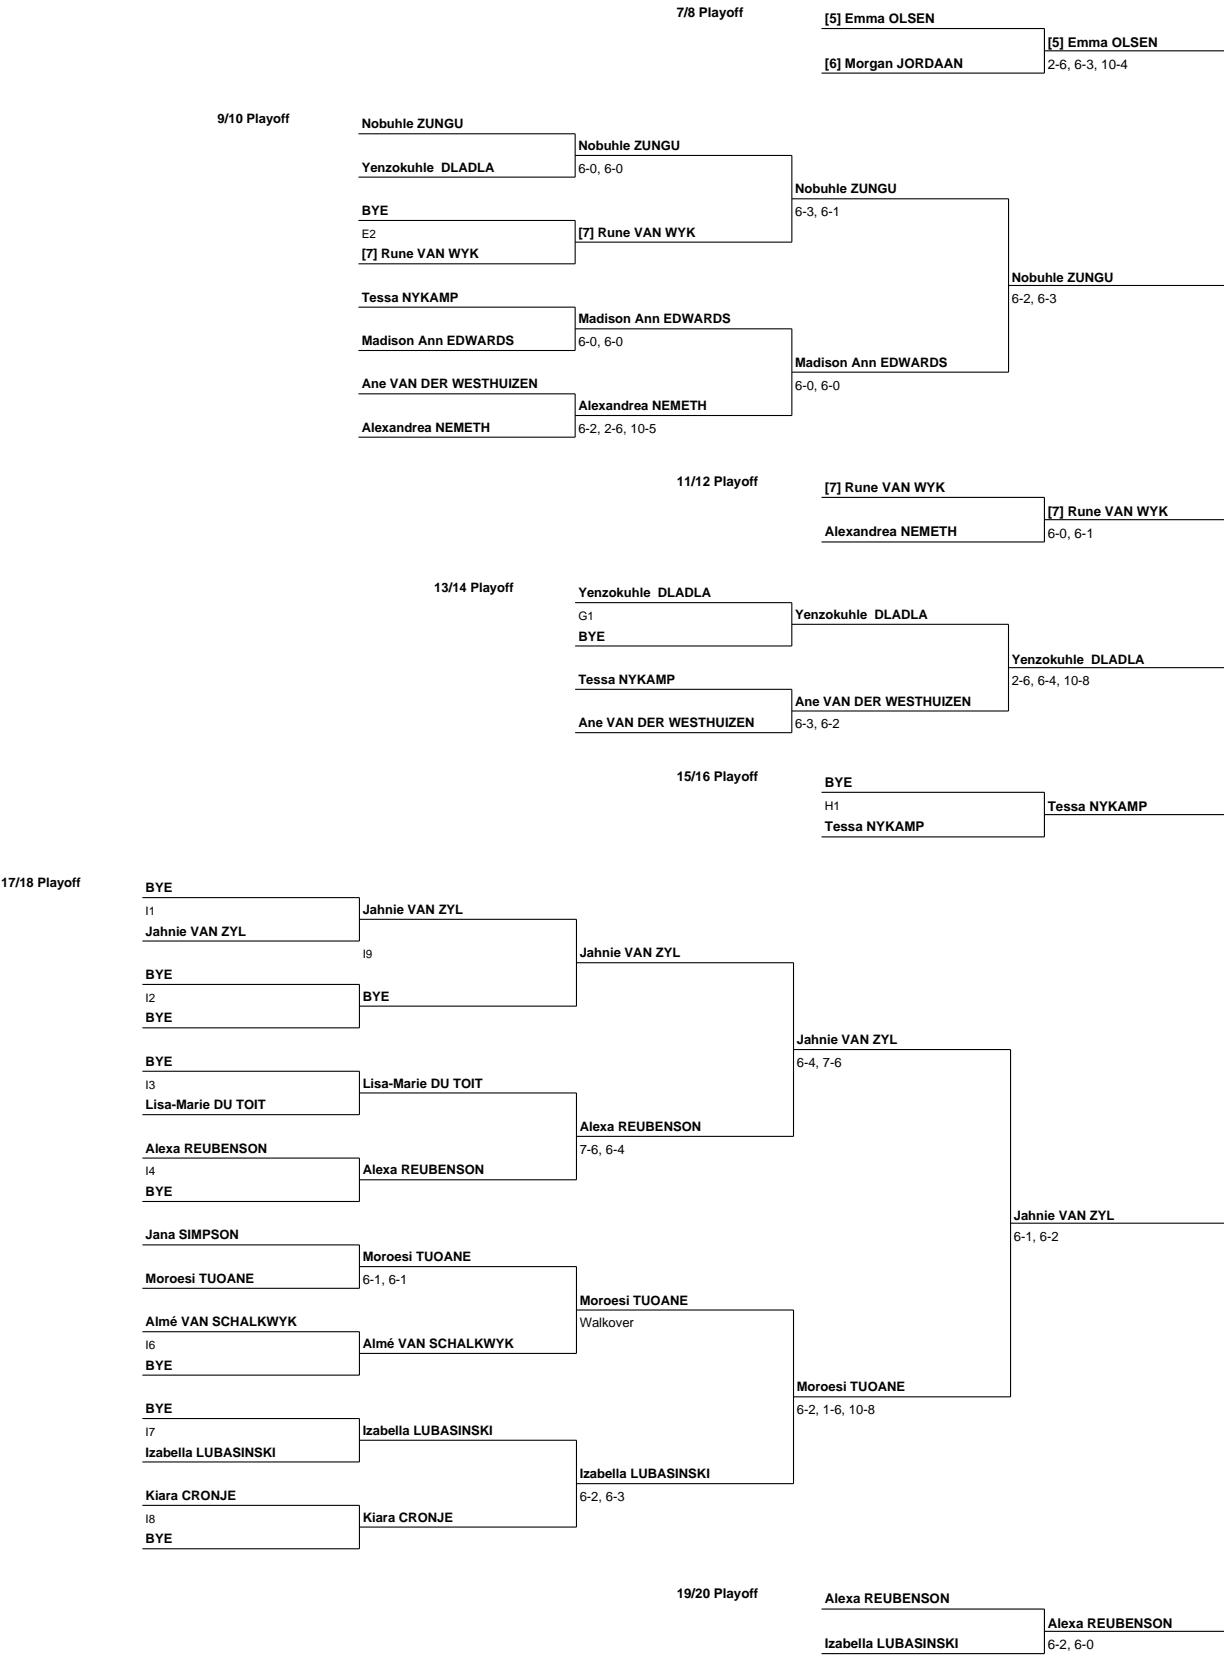 7/8 Playoff
[5] Emma OLSEN
[5] Emma OLSEN
[6] Morgan JORDAAN
2-6, 6-3, 10-4
9/10 Playoff
Nobuhle ZUNGU
Nobuhle ZUNGU
Yenzokuhle DLADLA
6-0, 6-0
Nobuhle ZUNGU
6-3, 6-1
BYE
E2
[7] Rune VAN WYK
[7] Rune VAN WYK
Nobuhle ZUNGU
6-2, 6-3
Tessa NYKAMP
Madison Ann EDWARDS
Madison Ann EDWARDS
6-0, 6-0
Madison Ann EDWARDS
6-0, 6-0
Ane VAN DER WESTHUIZEN
Alexandrea NEMETH
Alexandrea NEMETH
6-2, 2-6, 10-5
11/12 Playoff
[7] Rune VAN WYK
[7] Rune VAN WYK
Alexandrea NEMETH
6-0, 6-1
13/14 Playoff
Yenzokuhle DLADLA
G1
Yenzokuhle DLADLA
BYE
Yenzokuhle DLADLA
2-6, 6-4, 10-8
Tessa NYKAMP
Ane VAN DER WESTHUIZEN
Ane VAN DER WESTHUIZEN
6-3, 6-2
15/16 Playoff
BYE
H1
Tessa NYKAMP
Tessa NYKAMP
17/18 Playoff
BYE
I1
Jahnie VAN ZYL
Jahnie VAN ZYL
I9
Jahnie VAN ZYL
BYE
I2
BYE
BYE
Jahnie VAN ZYL
6-4, 7-6
BYE
I3
Lisa-Marie DU TOIT
Lisa-Marie DU TOIT
Alexa REUBENSON
7-6, 6-4
Alexa REUBENSON
I4
Alexa REUBENSON
BYE
Jahnie VAN ZYL
6-1, 6-2
Jana SIMPSON
Moroesi TUOANE
Moroesi TUOANE
6-1, 6-1
Moroesi TUOANE
Walkover
Almé VAN SCHALKWYK
I6
Almé VAN SCHALKWYK
BYE
Moroesi TUOANE
6-2, 1-6, 10-8
BYE
I7
Izabella LUBASINSKI
Izabella LUBASINSKI
Izabella LUBASINSKI
6-2, 6-3
Kiara CRONJE
I8
Kiara CRONJE
BYE
19/20 Playoff
Alexa REUBENSON
Alexa REUBENSON
Izabella LUBASINSKI
6-2, 6-0